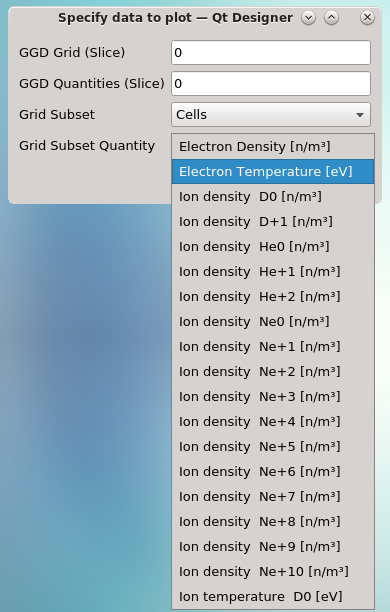 Specify data to plot — Qt Designer
GGD Grid (Slice) 0
GGD Quantities (Slice) 0
Grid Subset Cells
Grid Subset Quantity
Electron Density [n/m³]
Electron Temperature [eV]
Ion density  D0 [n/m³]
Ion density  D+1 [n/m³]
Ion density  He0 [n/m³]
Ion density  He+1 [n/m³]
Ion density  He+2 [n/m³]
Ion density  Ne0 [n/m³]
Ion density  Ne+1 [n/m³]
Ion density  Ne+2 [n/m³]
Ion density  Ne+3 [n/m³]
Ion density  Ne+4 [n/m³]
Ion density  Ne+5 [n/m³]
Ion density  Ne+6 [n/m³]
Ion density  Ne+7 [n/m³]
Ion density  Ne+8 [n/m³]
Ion density  Ne+9 [n/m³]
Ion density  Ne+10 [n/m³]
Ion temperature  D0 [eV]